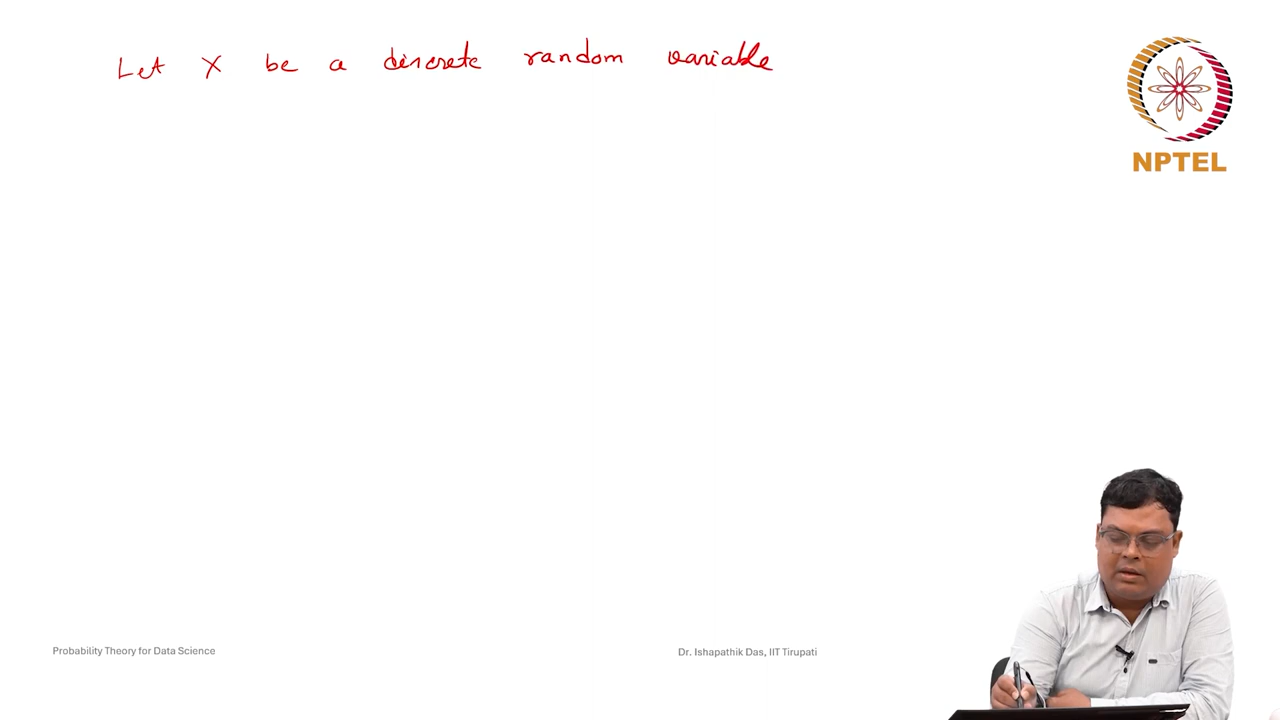 Let X be a discrete random variable
NPTEL
Probability Theory for Data Science
Dr. Ishapathik Das, IIT Tirupati